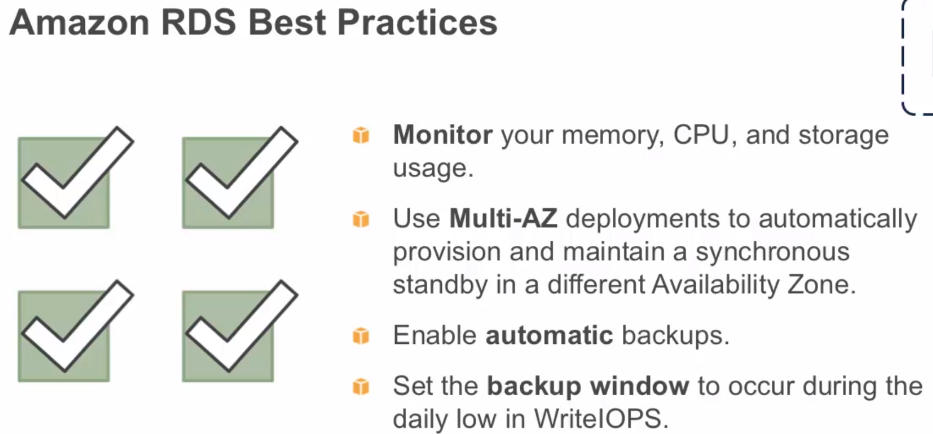 Amazon RDS Best Practices
Monitor your memory, CPU, and storage
usage.
Use Multi-AZ deployments to automatically
provision and maintain a synchronous
standby in a different Availability Zone.
Enable automatic backups.
Set the backup window to occur during the
daily low in WriteIOPS.